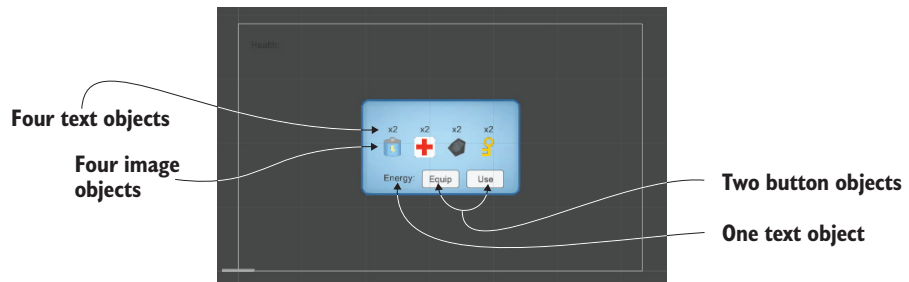 Health:
Four text objects
x2 x2 x2 x2
Four image
objects
Energy: Equip Use
Two button objects
One text object